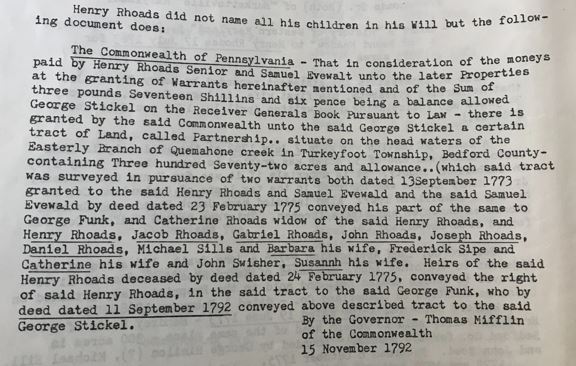 Henry Rhoads did not name all his children in his Will but the follow-
ing document does:
The Commonwealth of Pennsylvania - That in consideration of the moneys
paid by Henry Rhoads Senior and Samuel Evewalt unto the later Properties
at the granting of Warrants hereinafter mentioned and of the Sum of
three pounds Seventeen Shillins and six pence being a balance allowed
George Stickel on the Receiver Generals Book Pursuant to Law - there is
granted by the said Commonwealth unto the said George Stickel a certain
tract of Land, called Partnership.. situate on the head waters of the
Easterly Branch of Quemahone creek in Turkeyfoot Township, Bedford County-
containing Three hundred Seventy-two acres and allowance..(which said tract
was surveyed in pursuance of two warrants both dated 13September 1773
granted to the said Henry Rhoads and Samuel Evewald and the said Samuel
Evewald by deed dated 23 February 1775 conveyed his part of the same to
George Funk, and Catherine Rhoads widow of the said Henry Rhoads, and
Henry Rhoads, Jacob Rhoads, Gabriel Rhoads, John Rhoads, Joseph Rhoads,
Daniel Rhoads, Michael Sills and Barbara his wife, Frederick Sipe and
Catherine his wife and John Swisher, Susannh his wife. Heirs of the said
Henry Rhoads deceased by deed dated 24 February 1775, conveyed the right
of said Henry Rhoads, in the said tract to the said George Funk, who by
deed dated 11 September 1792 conveyed above described tract to the said
George Stickel.
By the Governor - Thomas Mifflin
of the Commonwealth
15 November 1792